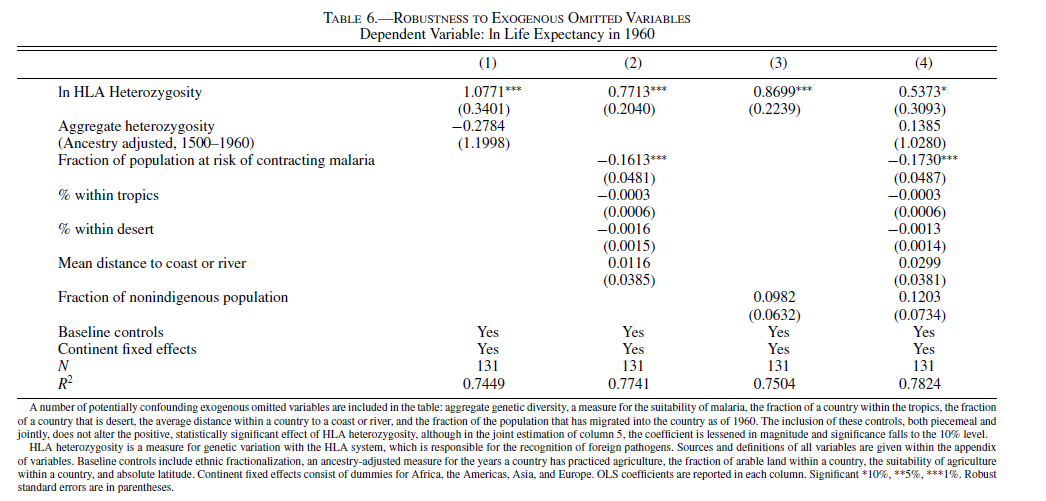 TABLE 6.—ROBUSTNESS TO EXOGENOUS OMITTED VARIABLES
Dependent Variable: ln Life Expectancy in 1960
(1) (2) (3) (4)
ln HLA Heterozygosity 1.0771*** 0.7713*** 0.8699*** 0.5373*
(0.3401) (0.2040) (0.2239) (0.3093)
Aggregate heterozygosity −0.2784 0.1385
(Ancestry adjusted, 1500–1960) (1.1998) (1.0280)
Fraction of population at risk of contracting malaria −0.1613*** −0.1730***
(0.0481) (0.0487)
% within tropics −0.0003 −0.0003
(0.0006) (0.0006)
% within desert −0.0016 −0.0013
(0.0015) (0.0014)
Mean distance to coast or river 0.0116 0.0299
(0.0385) (0.0381)
Fraction of nonindigenous population 0.0982 0.1203
(0.0632) (0.0734)
Baseline controls Yes Yes Yes Yes
Continent fixed effects Yes Yes Yes Yes
N 131 131 131 131
R² 0.7449 0.7741 0.7504 0.7824
A number of potentially confounding exogenous omitted variables are included in the table: aggregate genetic diversity, a measure for the suitability of malaria, the fraction of a country within the tropics, the fraction
of a country that is desert, the average distance within a country to a coast or river, and the fraction of the population that has migrated into the country as of 1960. The inclusion of these controls, both piecemeal and
jointly, does not alter the positive, statistically significant effect of HLA heterozygosity, although in the joint estimation of column 5, the coefficient is lessened in magnitude and significance falls to the 10% level.
HLA heterozygosity is a measure for genetic variation with the HLA system, which is responsible for the recognition of foreign pathogens. Sources and definitions of all variables are given within the appendix
of variables. Baseline controls include ethnic fractionalization, an ancestry-adjusted measure for the years a country has practiced agriculture, the fraction of arable land within a country, the suitability of agriculture
within a country, and absolute latitude. Continent fixed effects consist of dummies for Africa, the Americas, Asia, and Europe. OLS coefficients are reported in each column. Significant *10%, **5%, ***1%. Robust
standard errors are in parentheses.